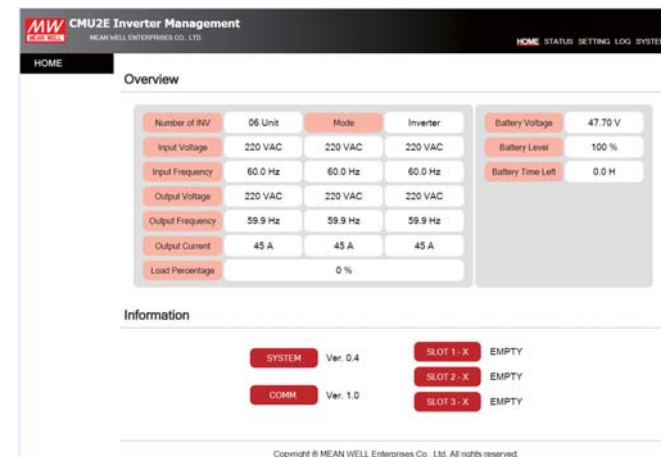 MW CMU2E Inverter Management
MEAN WELL MEAN WELL ENTERPRISES CO., LTD.
HOME STATUS SETTING LOG SYSTEM
HOME
Overview
Number of INV 06 Unit Mode Inverter Battery Voltage 47.70 V
Input Voltage 220 VAC 220 VAC 220 VAC Battery Level 100 %
Input Frequency 60.0 Hz 60.0 Hz 60.0 Hz Battery Time Left 0.0 H
Output Voltage 220 VAC 220 VAC 220 VAC
Output Frequency 59.9 Hz 59.9 Hz 59.9 Hz
Output Current 45 A 45 A 45 A
Load Percentage 0 %
Information
SYSTEM Ver. 0.4 SLOT 1 - X EMPTY
SLOT 2 - X EMPTY
COMM. Ver. 1.0 SLOT 3 - X EMPTY
Copyright ® MEAN WELL Enterprises Co., Ltd. All rights reserved.